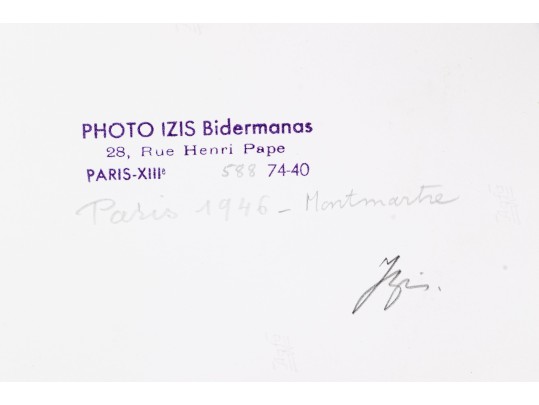 PHOTO IZIS Bidermanas
28, Rue Henri Pape
PARIS-XIIIe 588 74-40
Paris 1946 - Montmartre
Izis.